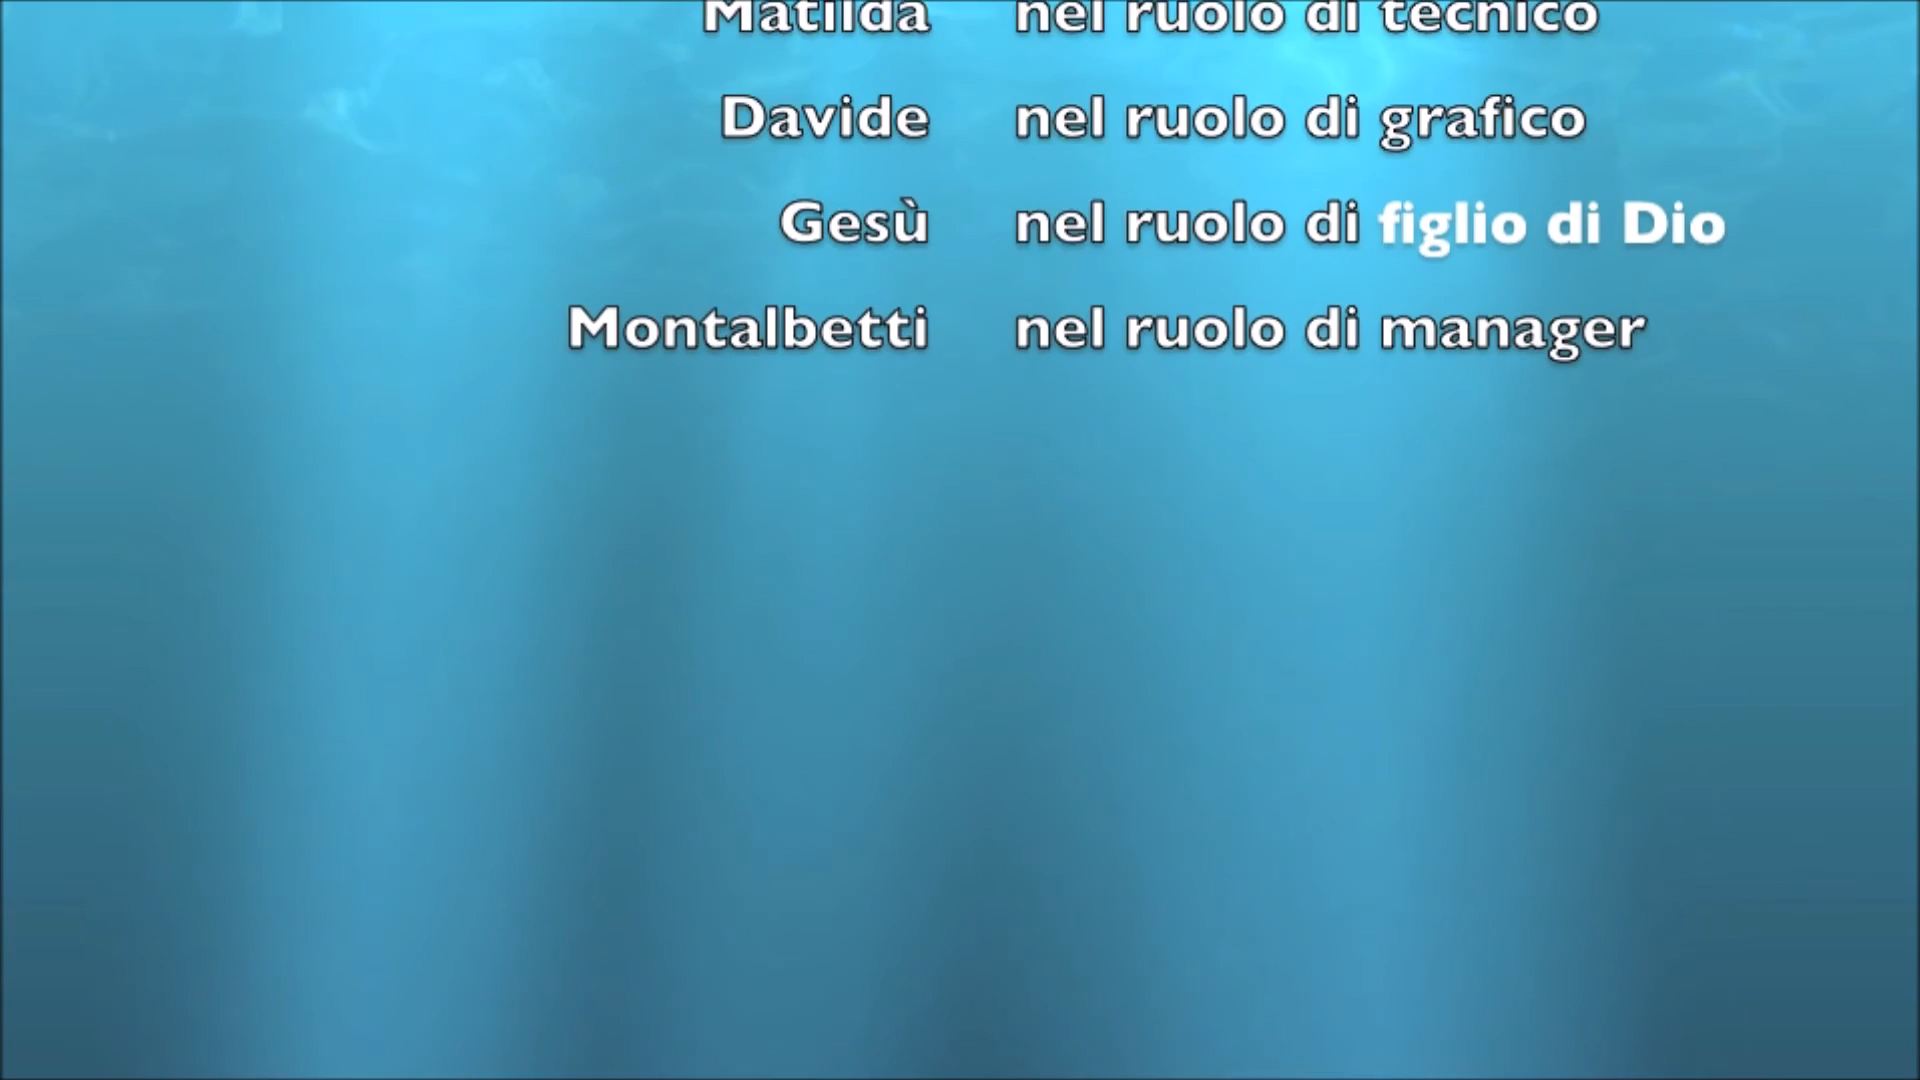 Matilda nel ruolo di tecnico
Davide nel ruolo di grafico
Gesù nel ruolo di figlio di Dio
Montalbetti nel ruolo di manager